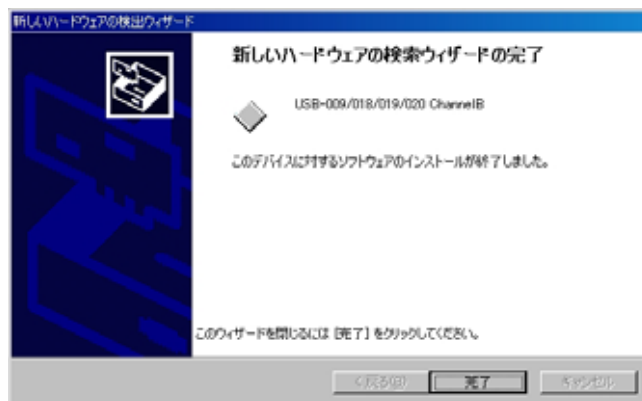 新しいハードウェアの検出ウィザード
新しいハードウェアの検索ウィザードの完了
USB-009/018/019/020 ChannelB
このデバイスに対するソフトウェアのインストールが終了しました。
このウィザードを閉じるには [完了] をクリックしてください。
< 戻る(B)
完了
キャンセル